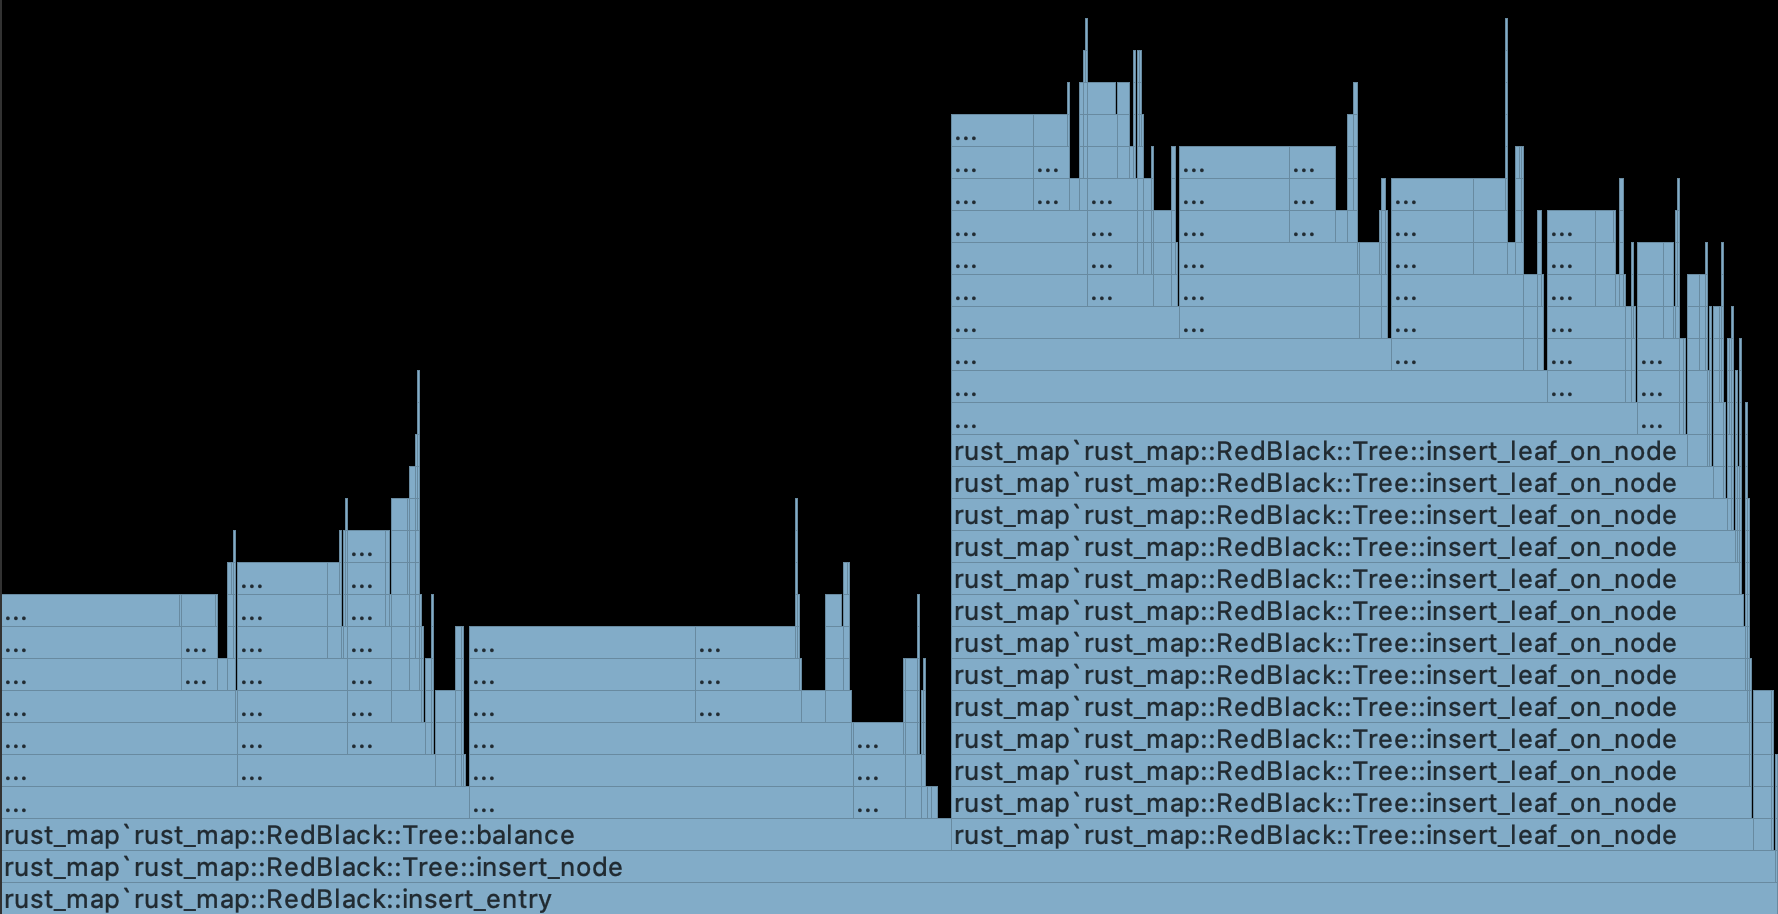 ...
... ... ... ...
... ... ... ... ... ...
... ... ... ... ... ...
... ... ... ... ...
... ... ... ... ...
... ... ... ...
... ... ...
... ... ...
... ...
rust_map`rust_map::RedBlack::Tree::insert_leaf_on_node
rust_map`rust_map::RedBlack::Tree::insert_leaf_on_node
rust_map`rust_map::RedBlack::Tree::insert_leaf_on_node
... rust_map`rust_map::RedBlack::Tree::insert_leaf_on_node
... ... rust_map`rust_map::RedBlack::Tree::insert_leaf_on_node
... ... ... rust_map`rust_map::RedBlack::Tree::insert_leaf_on_node
... ... ... ... ... ... rust_map`rust_map::RedBlack::Tree::insert_leaf_on_node
... ... ... ... ... ... rust_map`rust_map::RedBlack::Tree::insert_leaf_on_node
... ... ... ... ... rust_map`rust_map::RedBlack::Tree::insert_leaf_on_node
... ... ... ... ... rust_map`rust_map::RedBlack::Tree::insert_leaf_on_node
... ... ... ... rust_map`rust_map::RedBlack::Tree::insert_leaf_on_node
... ... ... rust_map`rust_map::RedBlack::Tree::insert_leaf_on_node
rust_map`rust_map::RedBlack::Tree::balance rust_map`rust_map::RedBlack::Tree::insert_leaf_on_node
rust_map`rust_map::RedBlack::Tree::insert_node
rust_map`rust_map::RedBlack::insert_entry